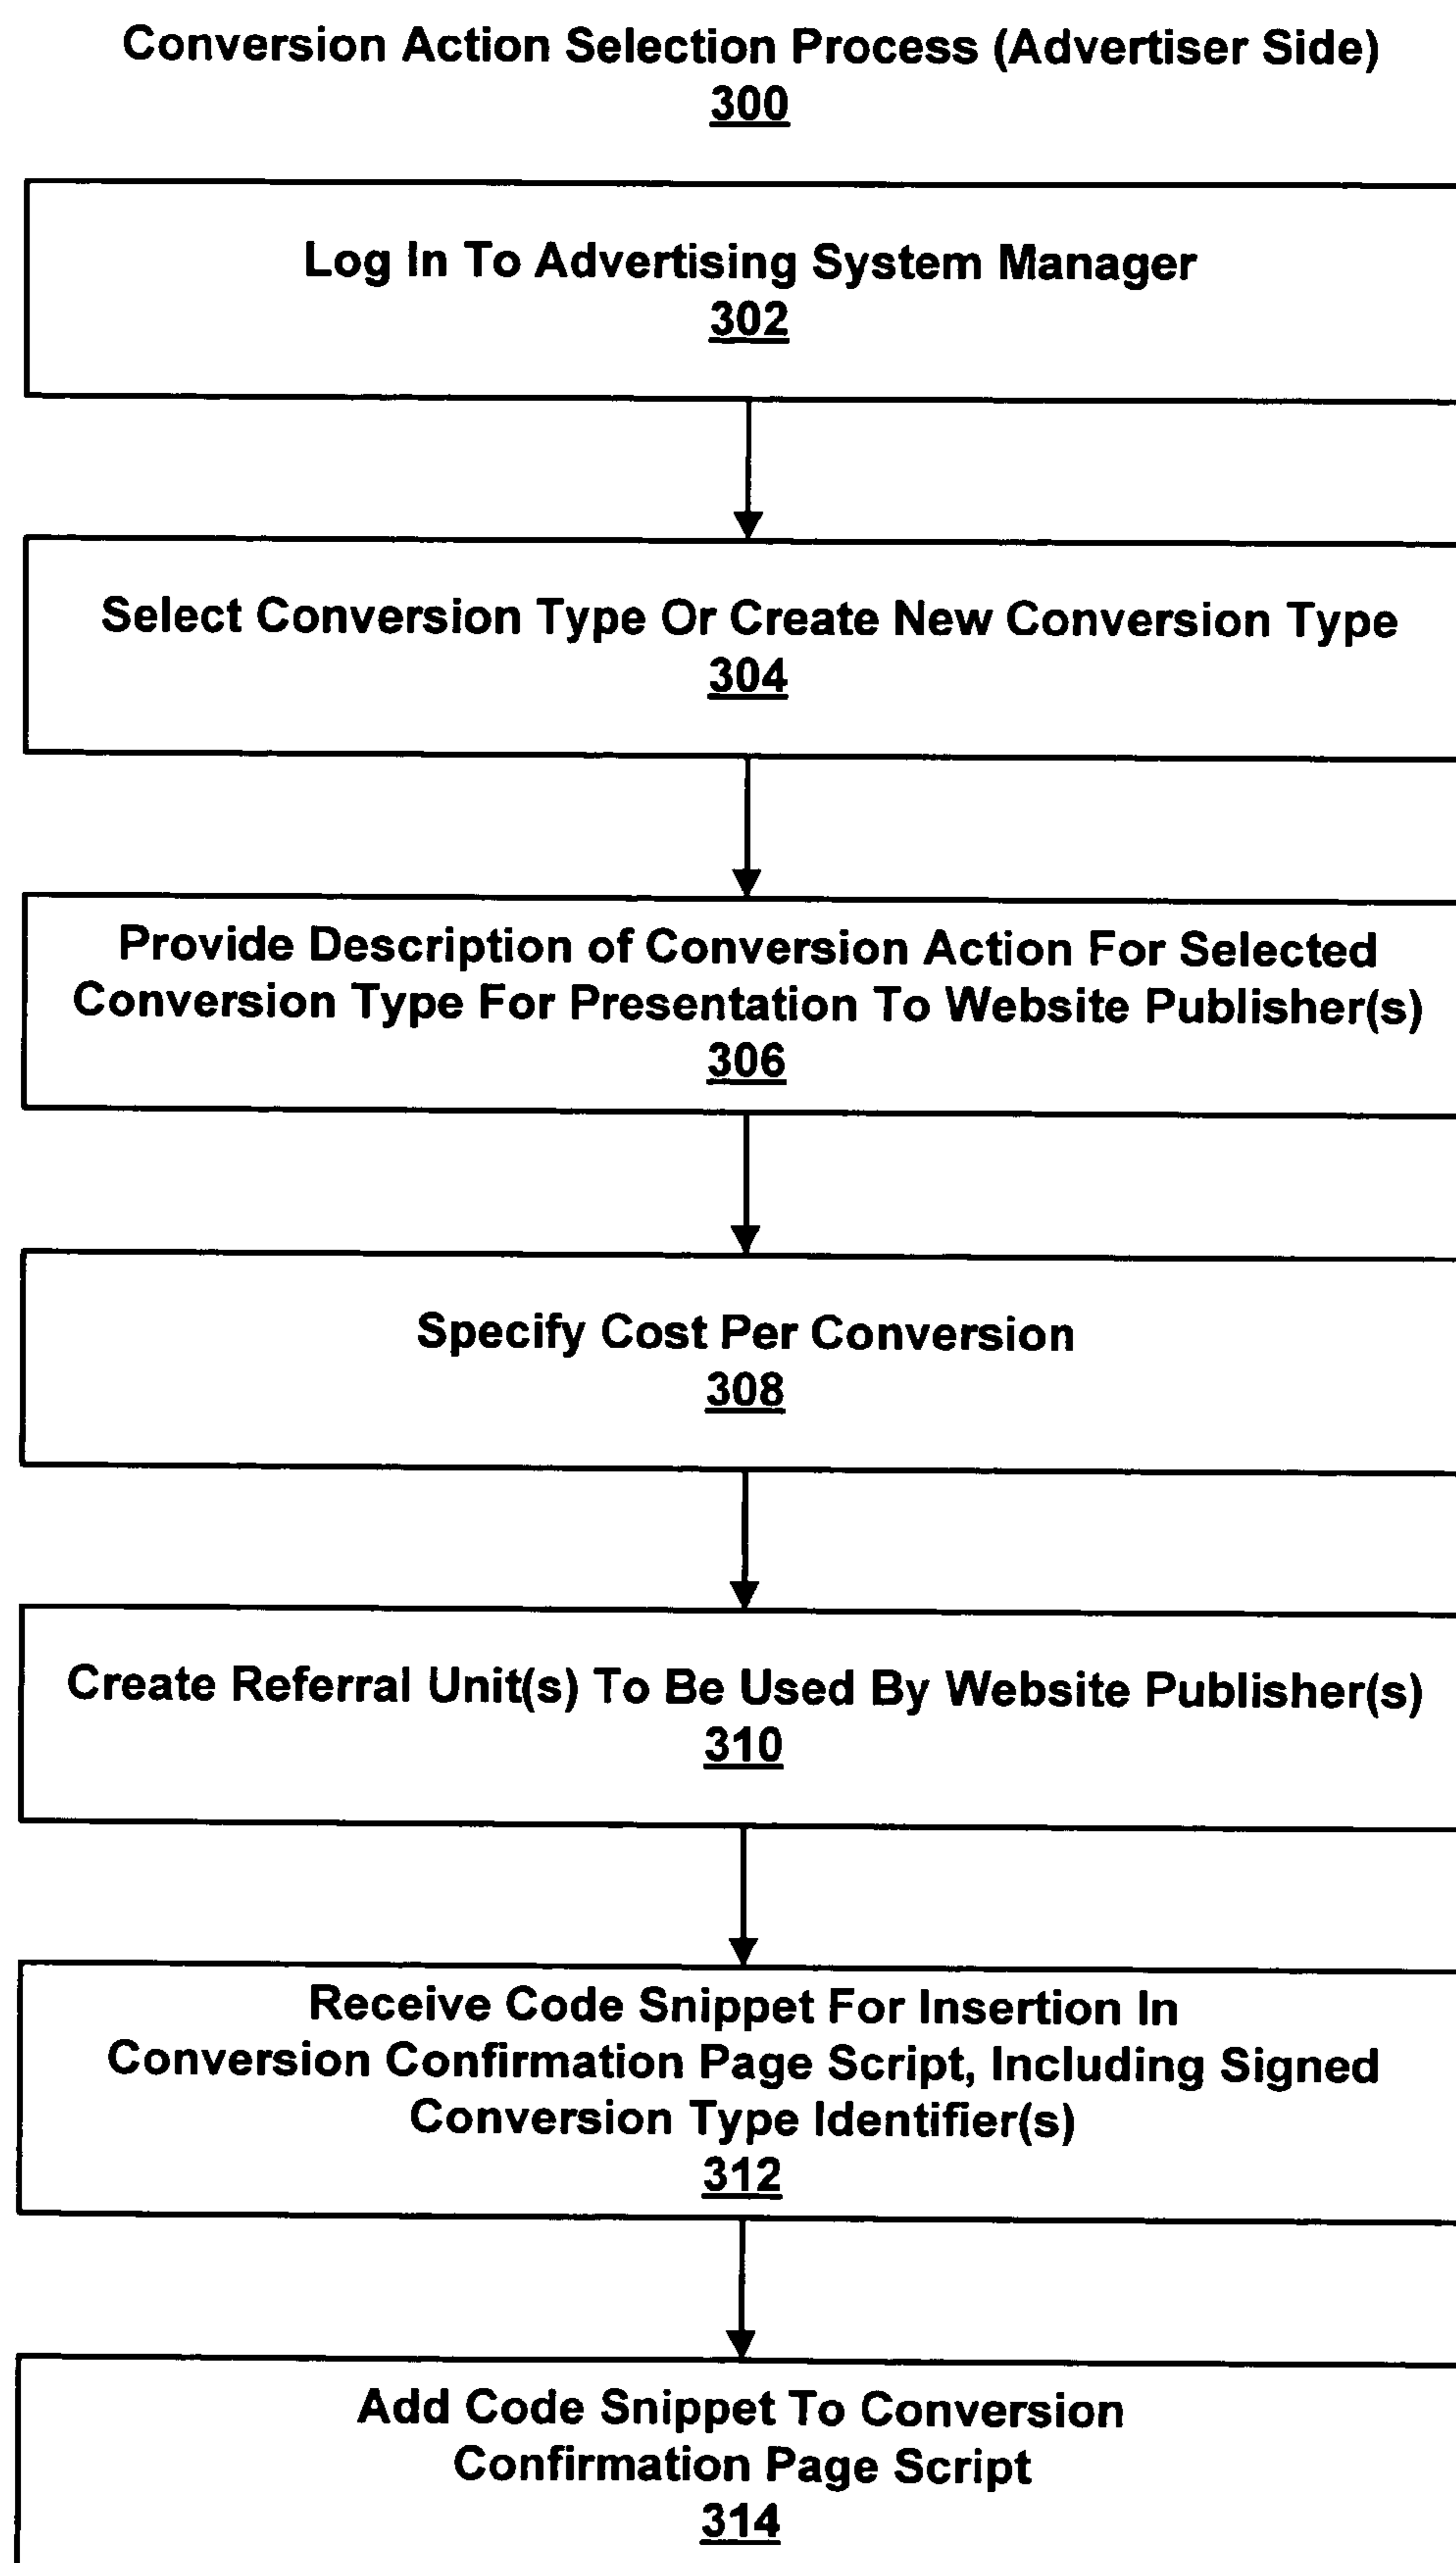 Conversion Action Selection Process (Advertiser Side)
300
Log In To Advertising System Manager
302
Select Conversion Type Or Create New Conversion Type
304
Provide Description of Conversion Action For Selected
Conversion Type For Presentation To Website Publisher(s)
306
Specify Cost Per Conversion
308
Create Referral Unit(s) To Be Used By Website Publisher(s)
310
Receive Code Snippet For Insertion In
Conversion Confirmation Page Script, Including Signed
Conversion Type Identifier(s)
312
Add Code Snippet To Conversion
Confirmation Page Script
314